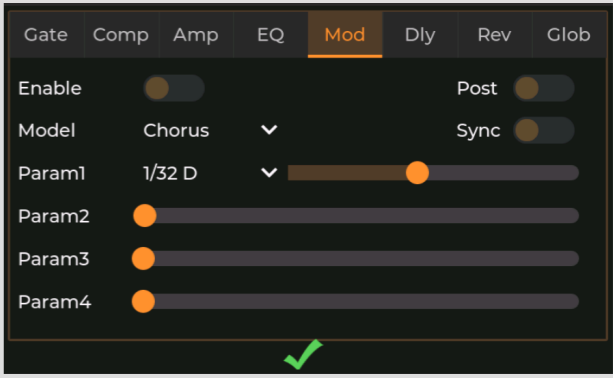 Gate Comp Amp EQ Mod Dly Rev Glob
Enable Post
Model Chorus Sync
Param1 1/32 D
Param2
Param3
Param4